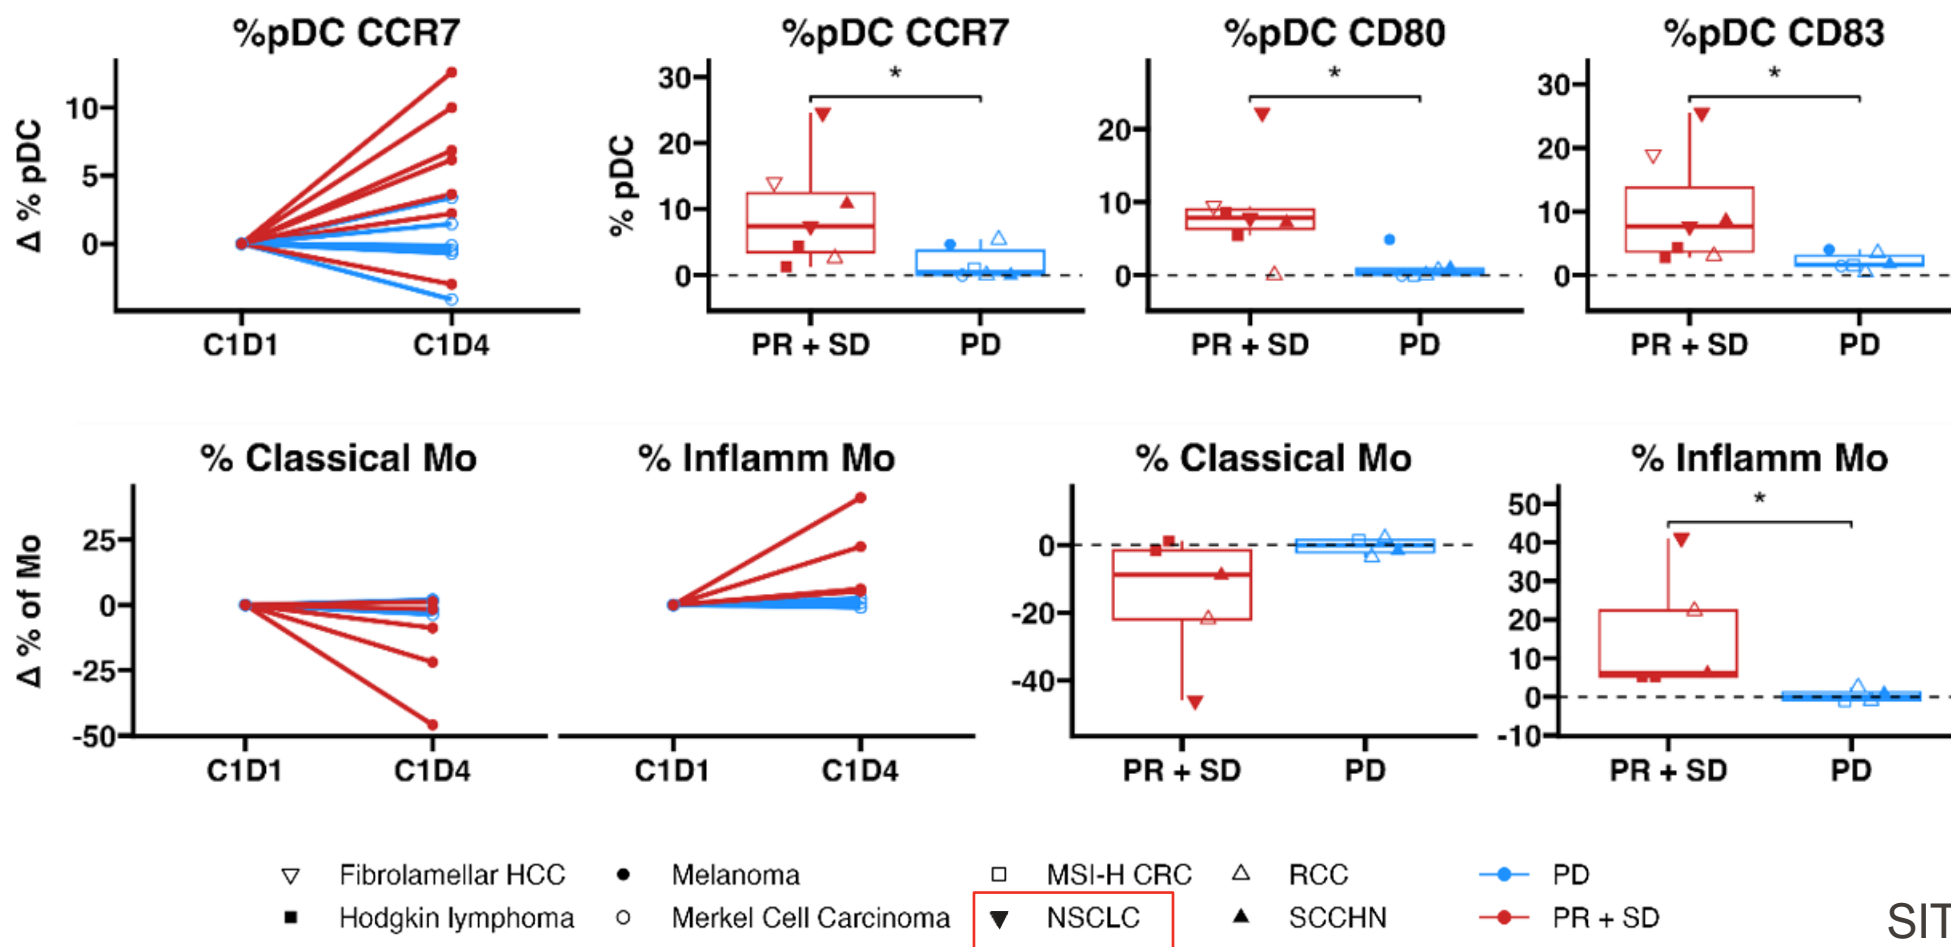 %pDC CCR7
%pDC CCR7
%pDC CD80
%pDC CD83
Δ % pDC
10
5
0
C1D1
C1D4
% pDC
30
20
10
0
*
PR + SD
PD
20
10
0
*
PR + SD
PD
30
20
10
0
*
PR + SD
PD
% Classical Mo
% Inflamm Mo
% Classical Mo
% Inflamm Mo
Δ % of Mo
25
0
-25
-50
C1D1
C1D4
C1D1
C1D4
0
-20
-40
PR + SD
PD
50
40
30
20
10
0
-10
*
PR + SD
PD
Fibrolamellar HCC
Melanoma
MSI-H CRC
RCC
PD
Hodgkin lymphoma
Merkel Cell Carcinoma
NSCLC
SCCHN
PR + SD
SIT